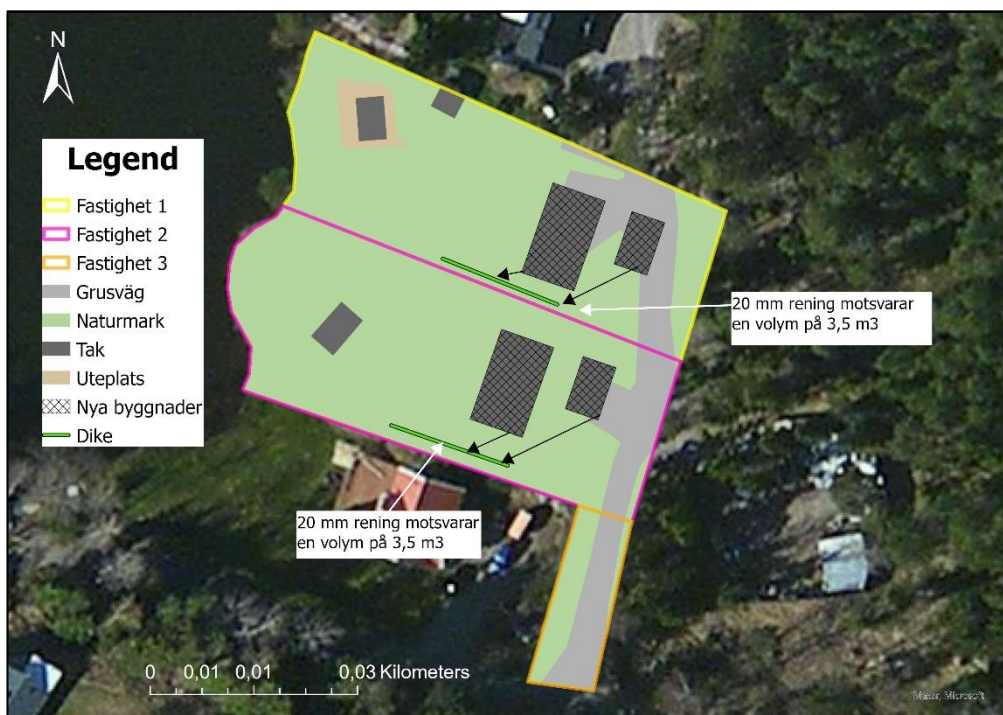 N
Legend
Fastighet 1
Fastighet 2
Fastighet 3
Grusväg
Naturmark
Tak
Uteplats
Nya byggnader
Dike
20 mm rening motsvarar
en volym på 3,5 m3
20 mm rening motsvarar
en volym på 3,5 m3
0 0,01 0,01 0,03 Kilometers
Maxar, Microsoft